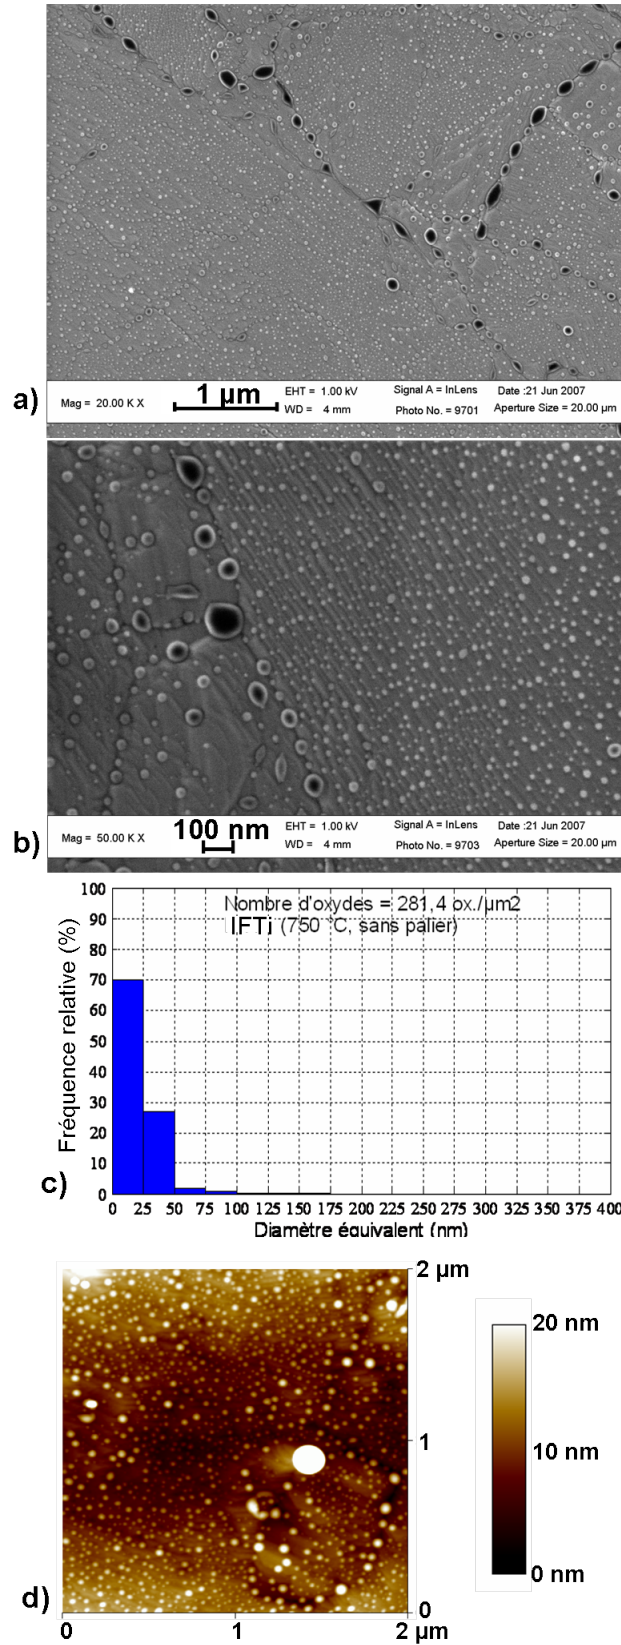 1 µm
a)
Mag = 20.00 K X
EHT = 1.00 kV
Signal A = InLens
Date :21 Jun 2007
WD = 4 mm
Photo No. = 9701
Aperture Size = 20.00 µm
b)
Mag = 50.00 K X
100 nm
EHT = 1.00 kV
Signal A = InLens
Date :21 Jun 2007
WD = 4 mm
Photo No. = 9703
Aperture Size = 20.00 µm
Nombre d'oxydes = 281,4 ox./µm2
IFTi (750 °C, sans palier)
Fréquence relative (%)
100
90
80
70
60
50
40
30
20
10
0
c)
0 25 50 75 100 125 150 175 200 225 250 275 300 325 350 375 400
Diamètre équivalent (nm)
2 µm
1
0
d)
0 1 2 µm
20 nm
10 nm
0 nm